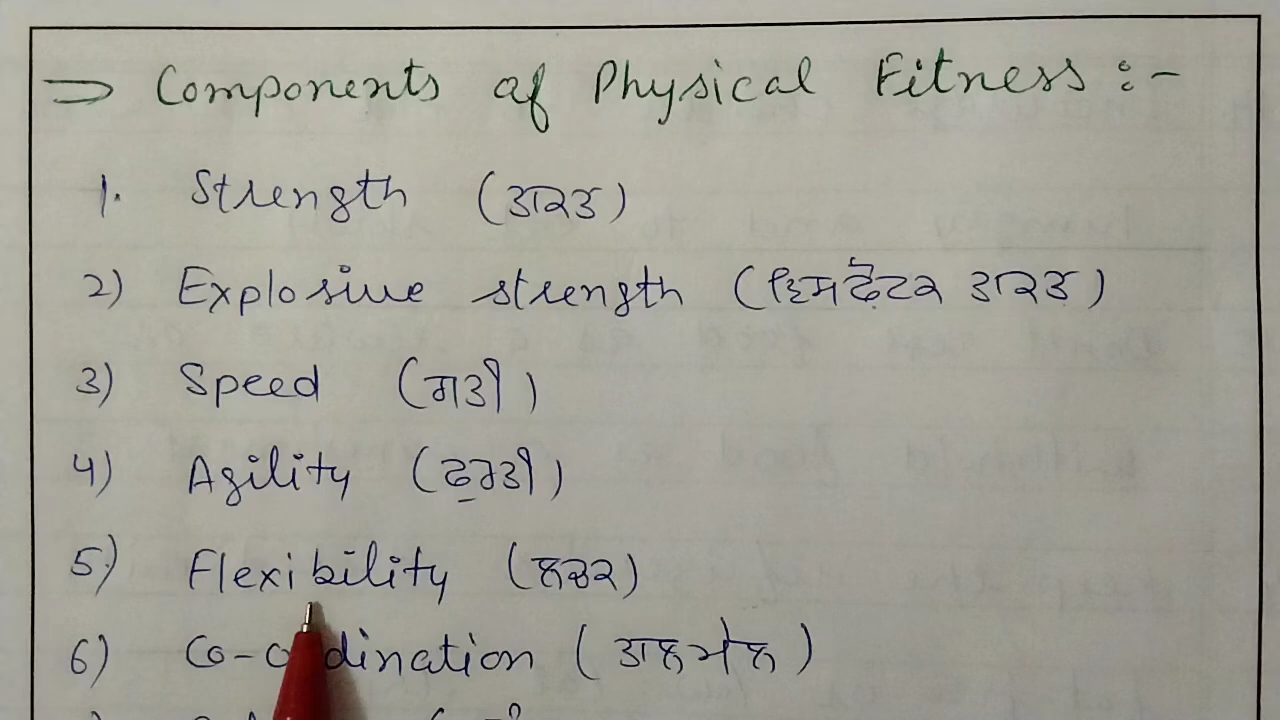 ⇒ Components of Physical Fitness :-
1. Strength (ਤਾਕਤ)
2) Explosive strength (ਵਿਸਫੋਟਕ ਤਾਕਤ)
3) Speed (ਗਤੀ)
4) Agility (ਫੁਰਤੀ)
5) Flexibility (ਲਚਕ)
6) Co-ordination (ਤਾਲਮੇਲ)